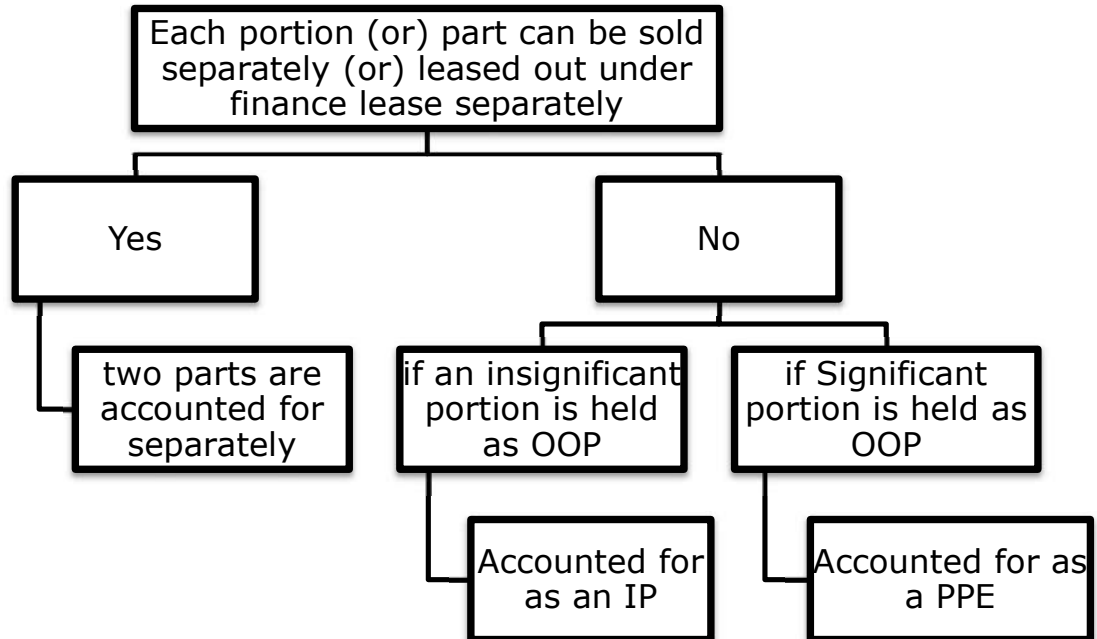 Each portion (or) part can be sold
separately (or) leased out under
finance lease separately
Yes
No
two parts are
accounted for
separately
if an insignificant
portion is held
as OOP
if Significant
portion is held as
OOP
Accounted for
as an IP
Accounted for as
a PPE